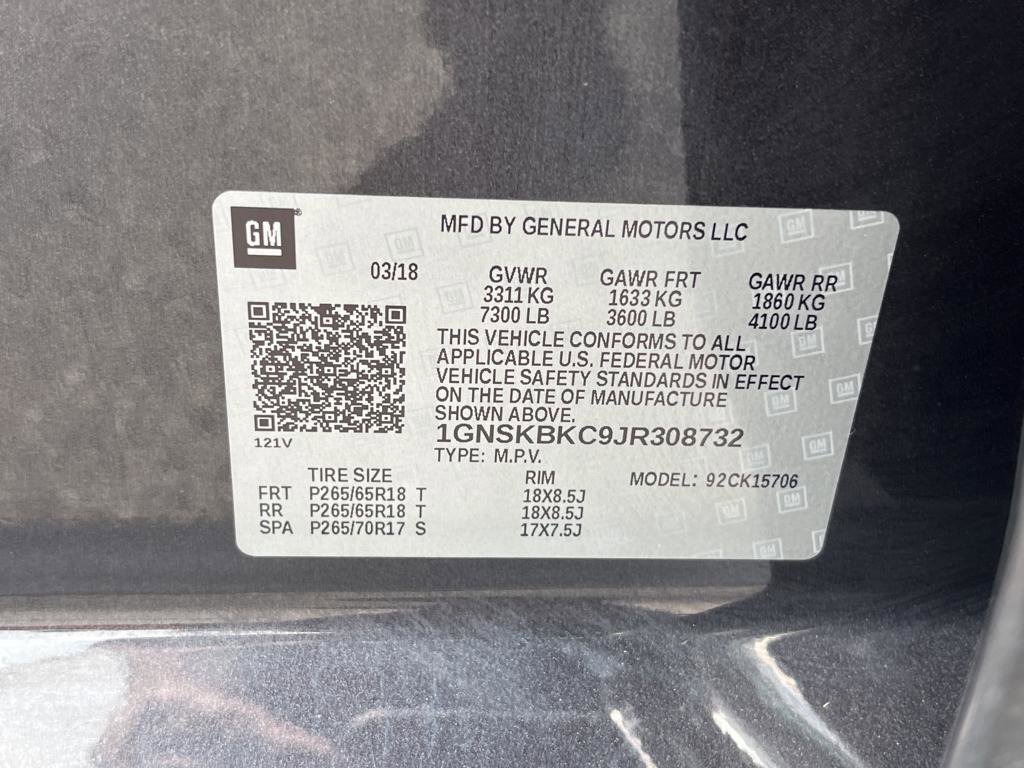 GM
MFD BY GENERAL MOTORS LLC
03/18 GVWR GAWR FRT GAWR RR
3311 KG 1633 KG 1860 KG
7300 LB 3600 LB 4100 LB
THIS VEHICLE CONFORMS TO ALL
APPLICABLE U.S. FEDERAL MOTOR
VEHICLE SAFETY STANDARDS IN EFFECT
ON THE DATE OF MANUFACTURE
SHOWN ABOVE.
121V
1GNSKBKC9JR308732
TYPE: M.P.V.
TIRE SIZE RIM MODEL: 92CK15706
FRT P265/65R18 T 18X8.5J
RR P265/65R18 T 18X8.5J
SPA P265/70R17 S 17X7.5J